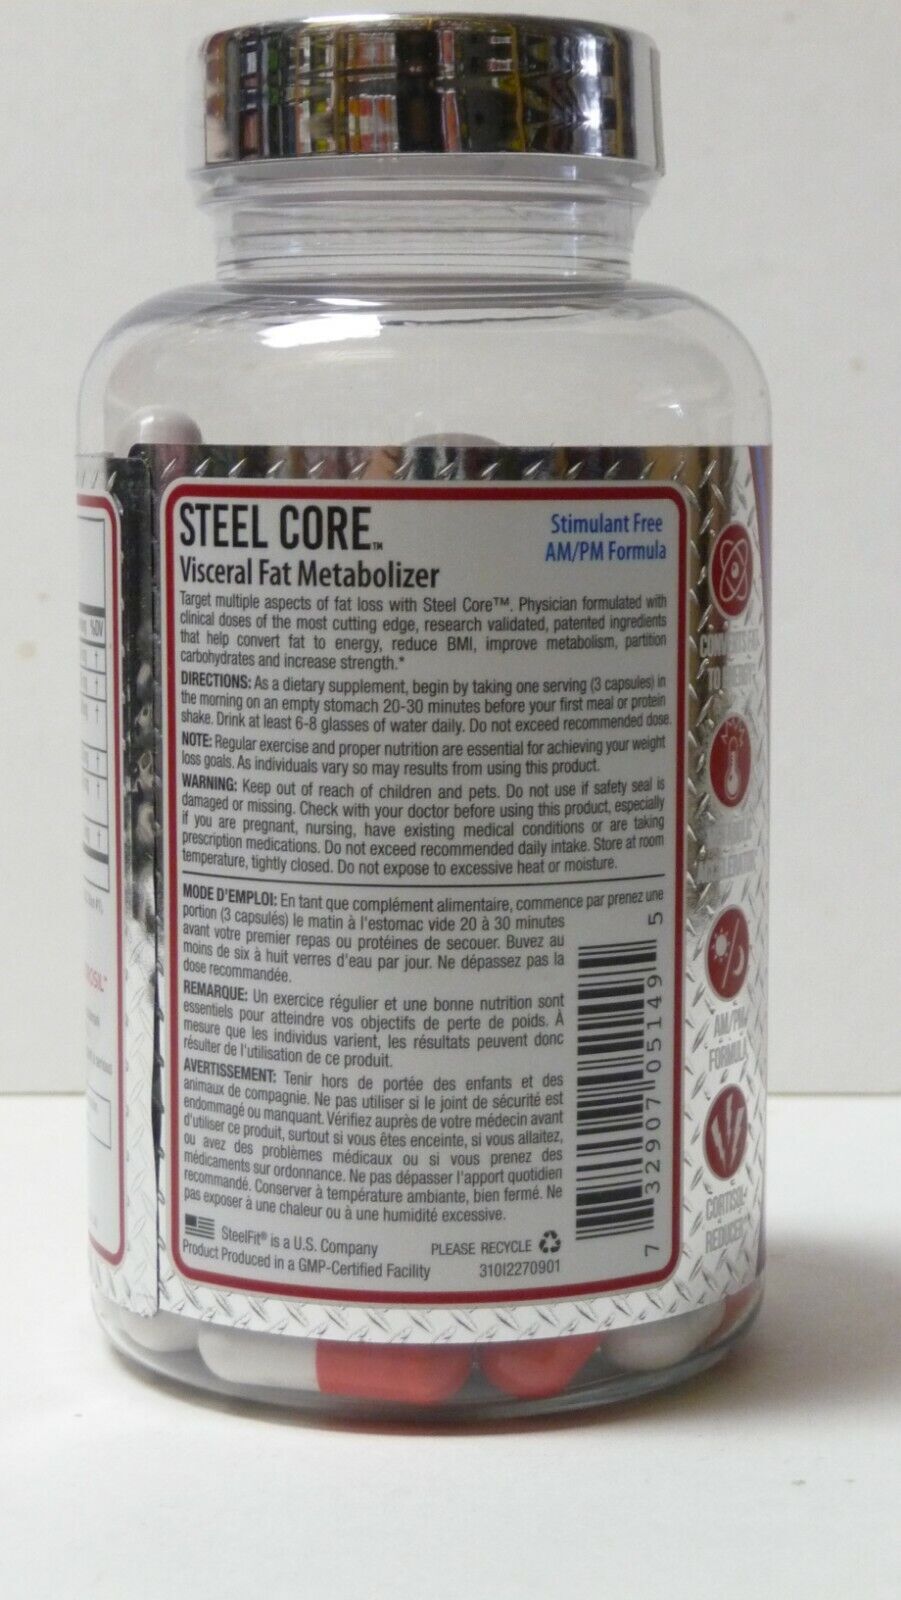 STEEL CORE™
Stimulant Free
AM/PM Formula
Visceral Fat Metabolizer
Target multiple aspects of fat loss with Steel Core™. Physician formulated with
clinical doses of the most cutting edge, research validated, patented ingredients
that help convert fat to energy, reduce BMI, improve metabolism, partition
carbohydrates and increase strength.*
DIRECTIONS: As a dietary supplement, begin by taking one serving (3 capsules) in
the morning on an empty stomach 20-30 minutes before your first meal or protein
shake. Drink at least 6-8 glasses of water daily. Do not exceed recommended dose.
NOTE: Regular exercise and proper nutrition are essential for achieving your weight
loss goals. As individuals vary so may results from using this product.
WARNING: Keep out of reach of children and pets. Do not use if safety seal is
damaged or missing. Check with your doctor before using this product, especially
if you are pregnant, nursing, have existing medical conditions or are taking
prescription medications. Do not exceed recommended daily intake. Store at room
temperature, tightly closed. Do not expose to excessive heat or moisture.
MODE D'EMPLOI: En tant que complément alimentaire, commence par prenez une
portion (3 capsulés) le matin à l'estomac vide 20 à 30 minutes
avant votre premier repas ou protéines de secouer. Buvez au
moins de six à huit verres d'eau par jour. Ne dépassez pas la
dose recommandée.
REMARQUE: Un exercice régulier et une bonne nutrition sont
essentiels pour atteindre vos objectifs de perte de poids. À
mesure que les individus varient, les résultats peuvent donc
résulter de l'utilisation de ce produit.
AVERTISSEMENT: Tenir hors de portée des enfants et des
animaux de compagnie. Ne pas utiliser si le joint de sécurité est
endommagé ou manquant. Vérifiez auprès de votre médecin avant
d'utiliser ce produit, surtout si vous êtes enceinte, si vous allaitez,
ou avez des problèmes médicaux ou si vous prenez des
médicaments sur ordonnance. Ne pas dépasser l'apport quotidien
recommandé. Conserver à température ambiante, bien fermé. Ne
pas exposer à une chaleur ou à une humidité excessive.
SteelFit® is a U.S. Company
Product Produced in a GMP-Certified Facility
PLEASE RECYCLE
310I2270901
7 32907 05149 5
%DV
CONVERTS FAT
TO ENERGY
AM/PM
FORMULA
CORTISOL
REDUCER